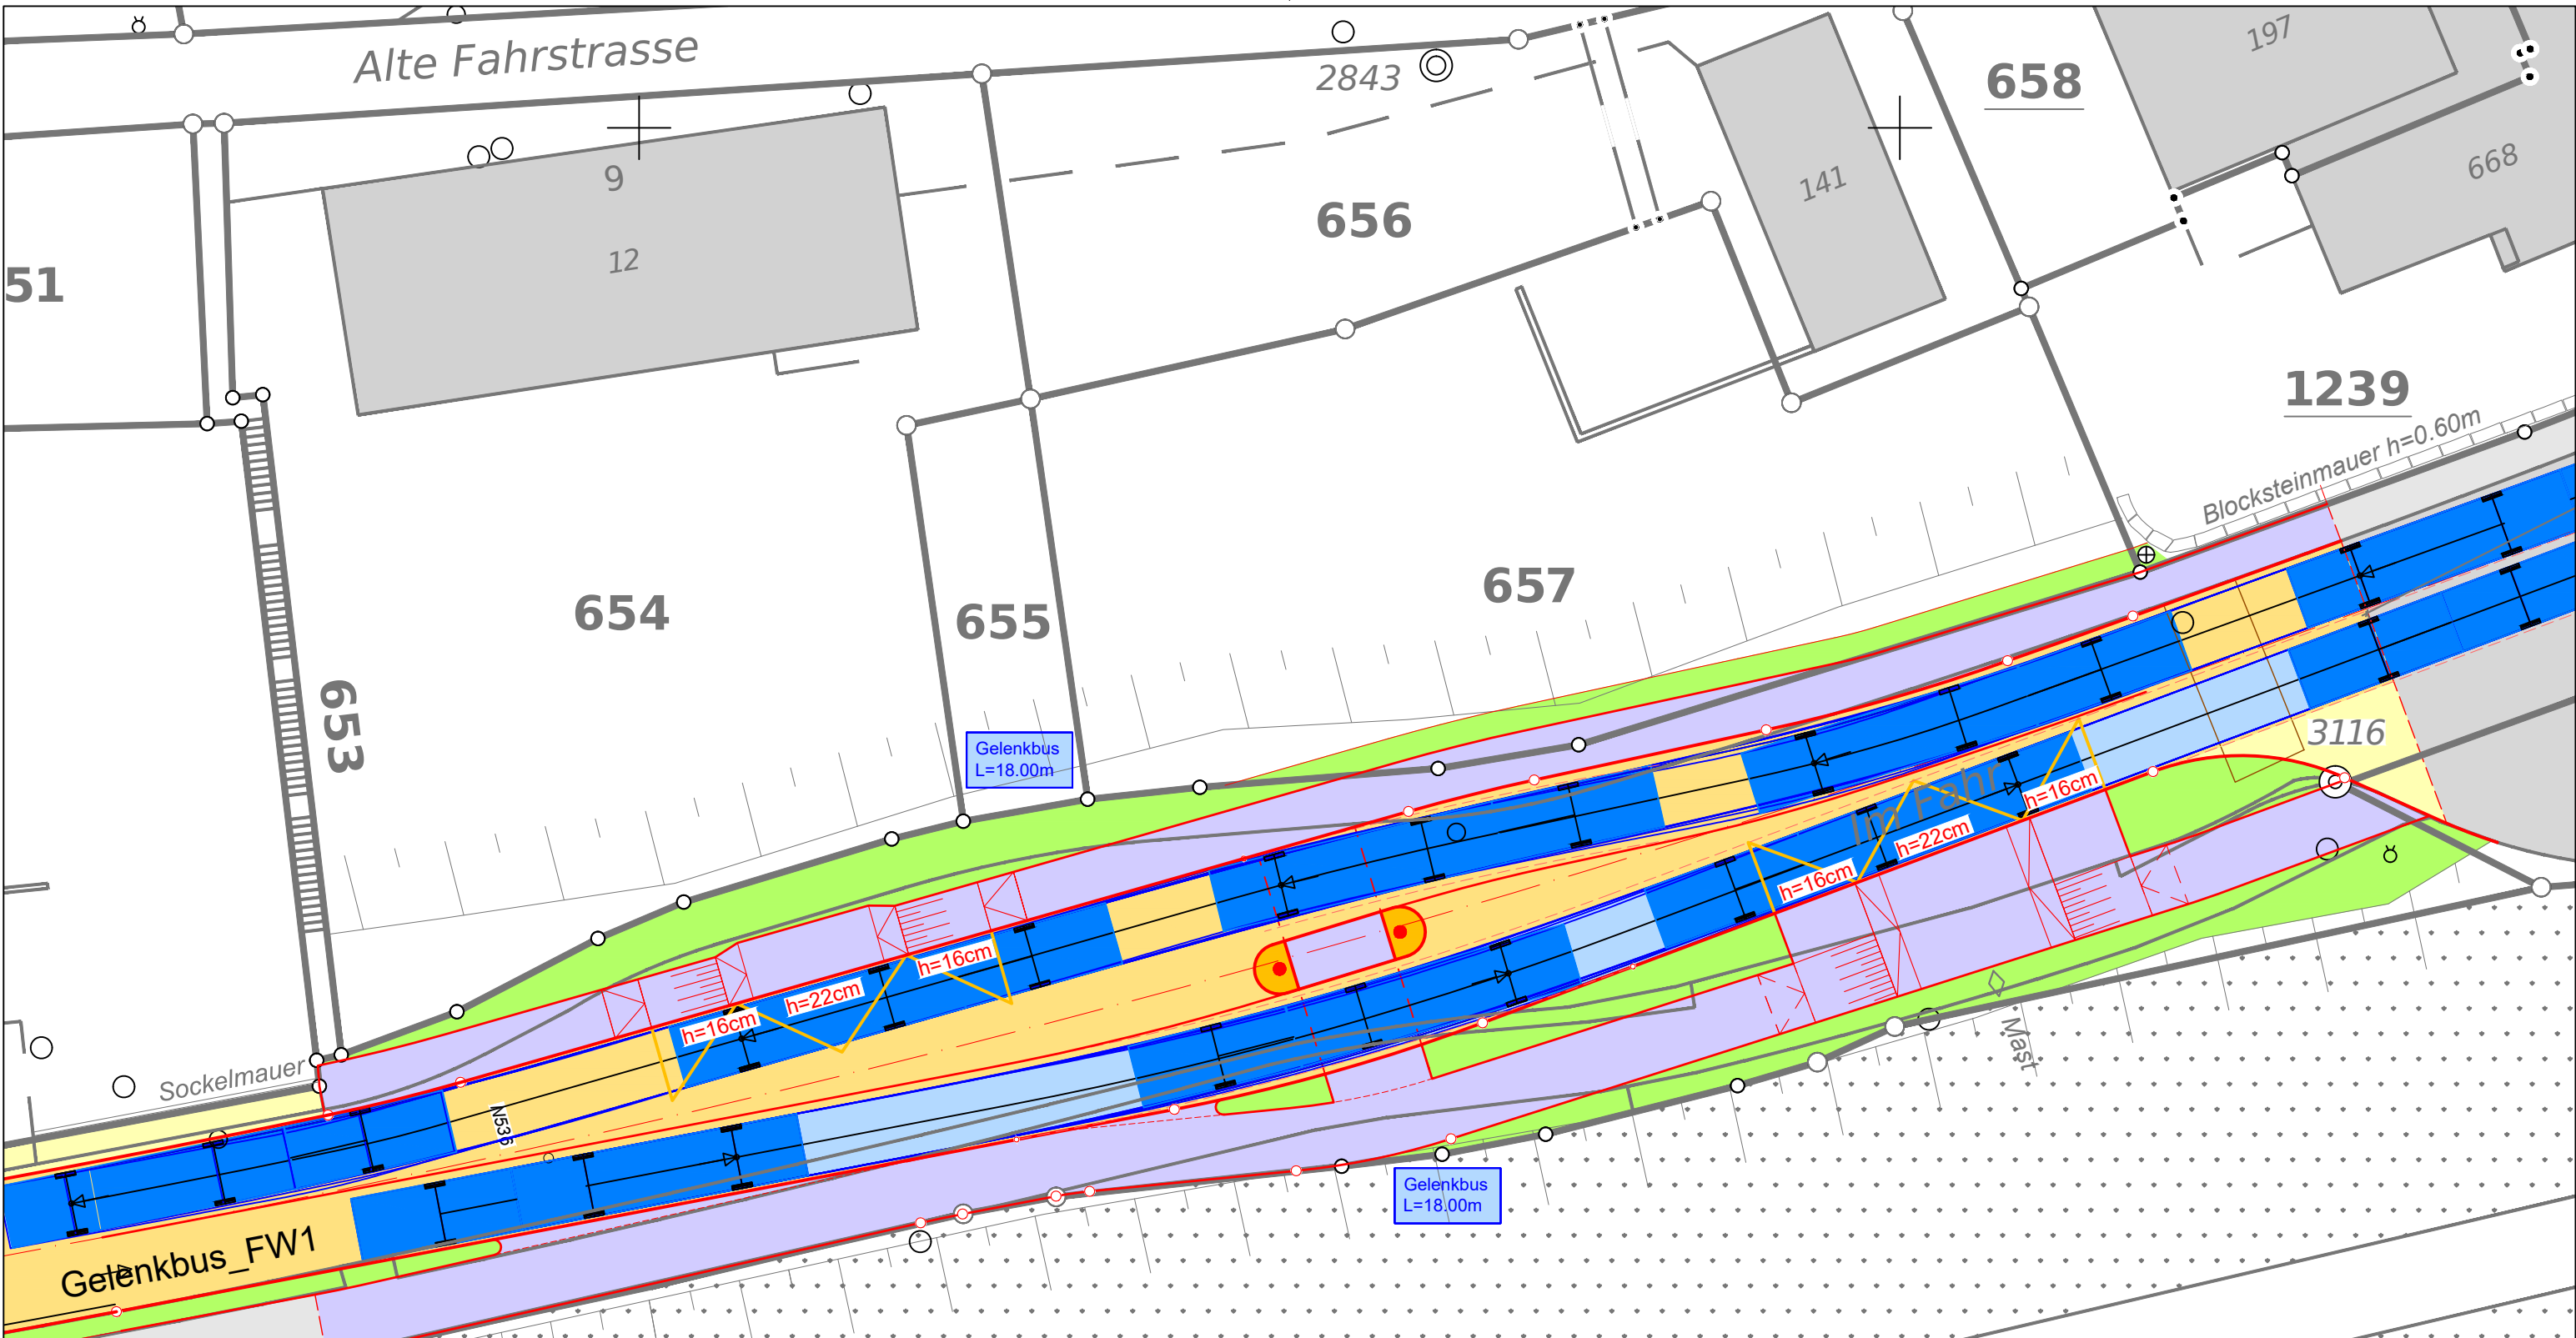 Alte Fahrstrasse
2843
197
658
668
141
9
12
656
51
1239
Blocksteinmauer h=0.60m
654
655
657
653
Gelenkbus
L=18.00m
3116
Im Fahr
h=16cm
h=22cm
h=16cm
h=16cm
h=22cm
h=16cm
Sockelmauer
N536
Mast
Gelenkbus
L=18.00m
Gelenkbus_FW1